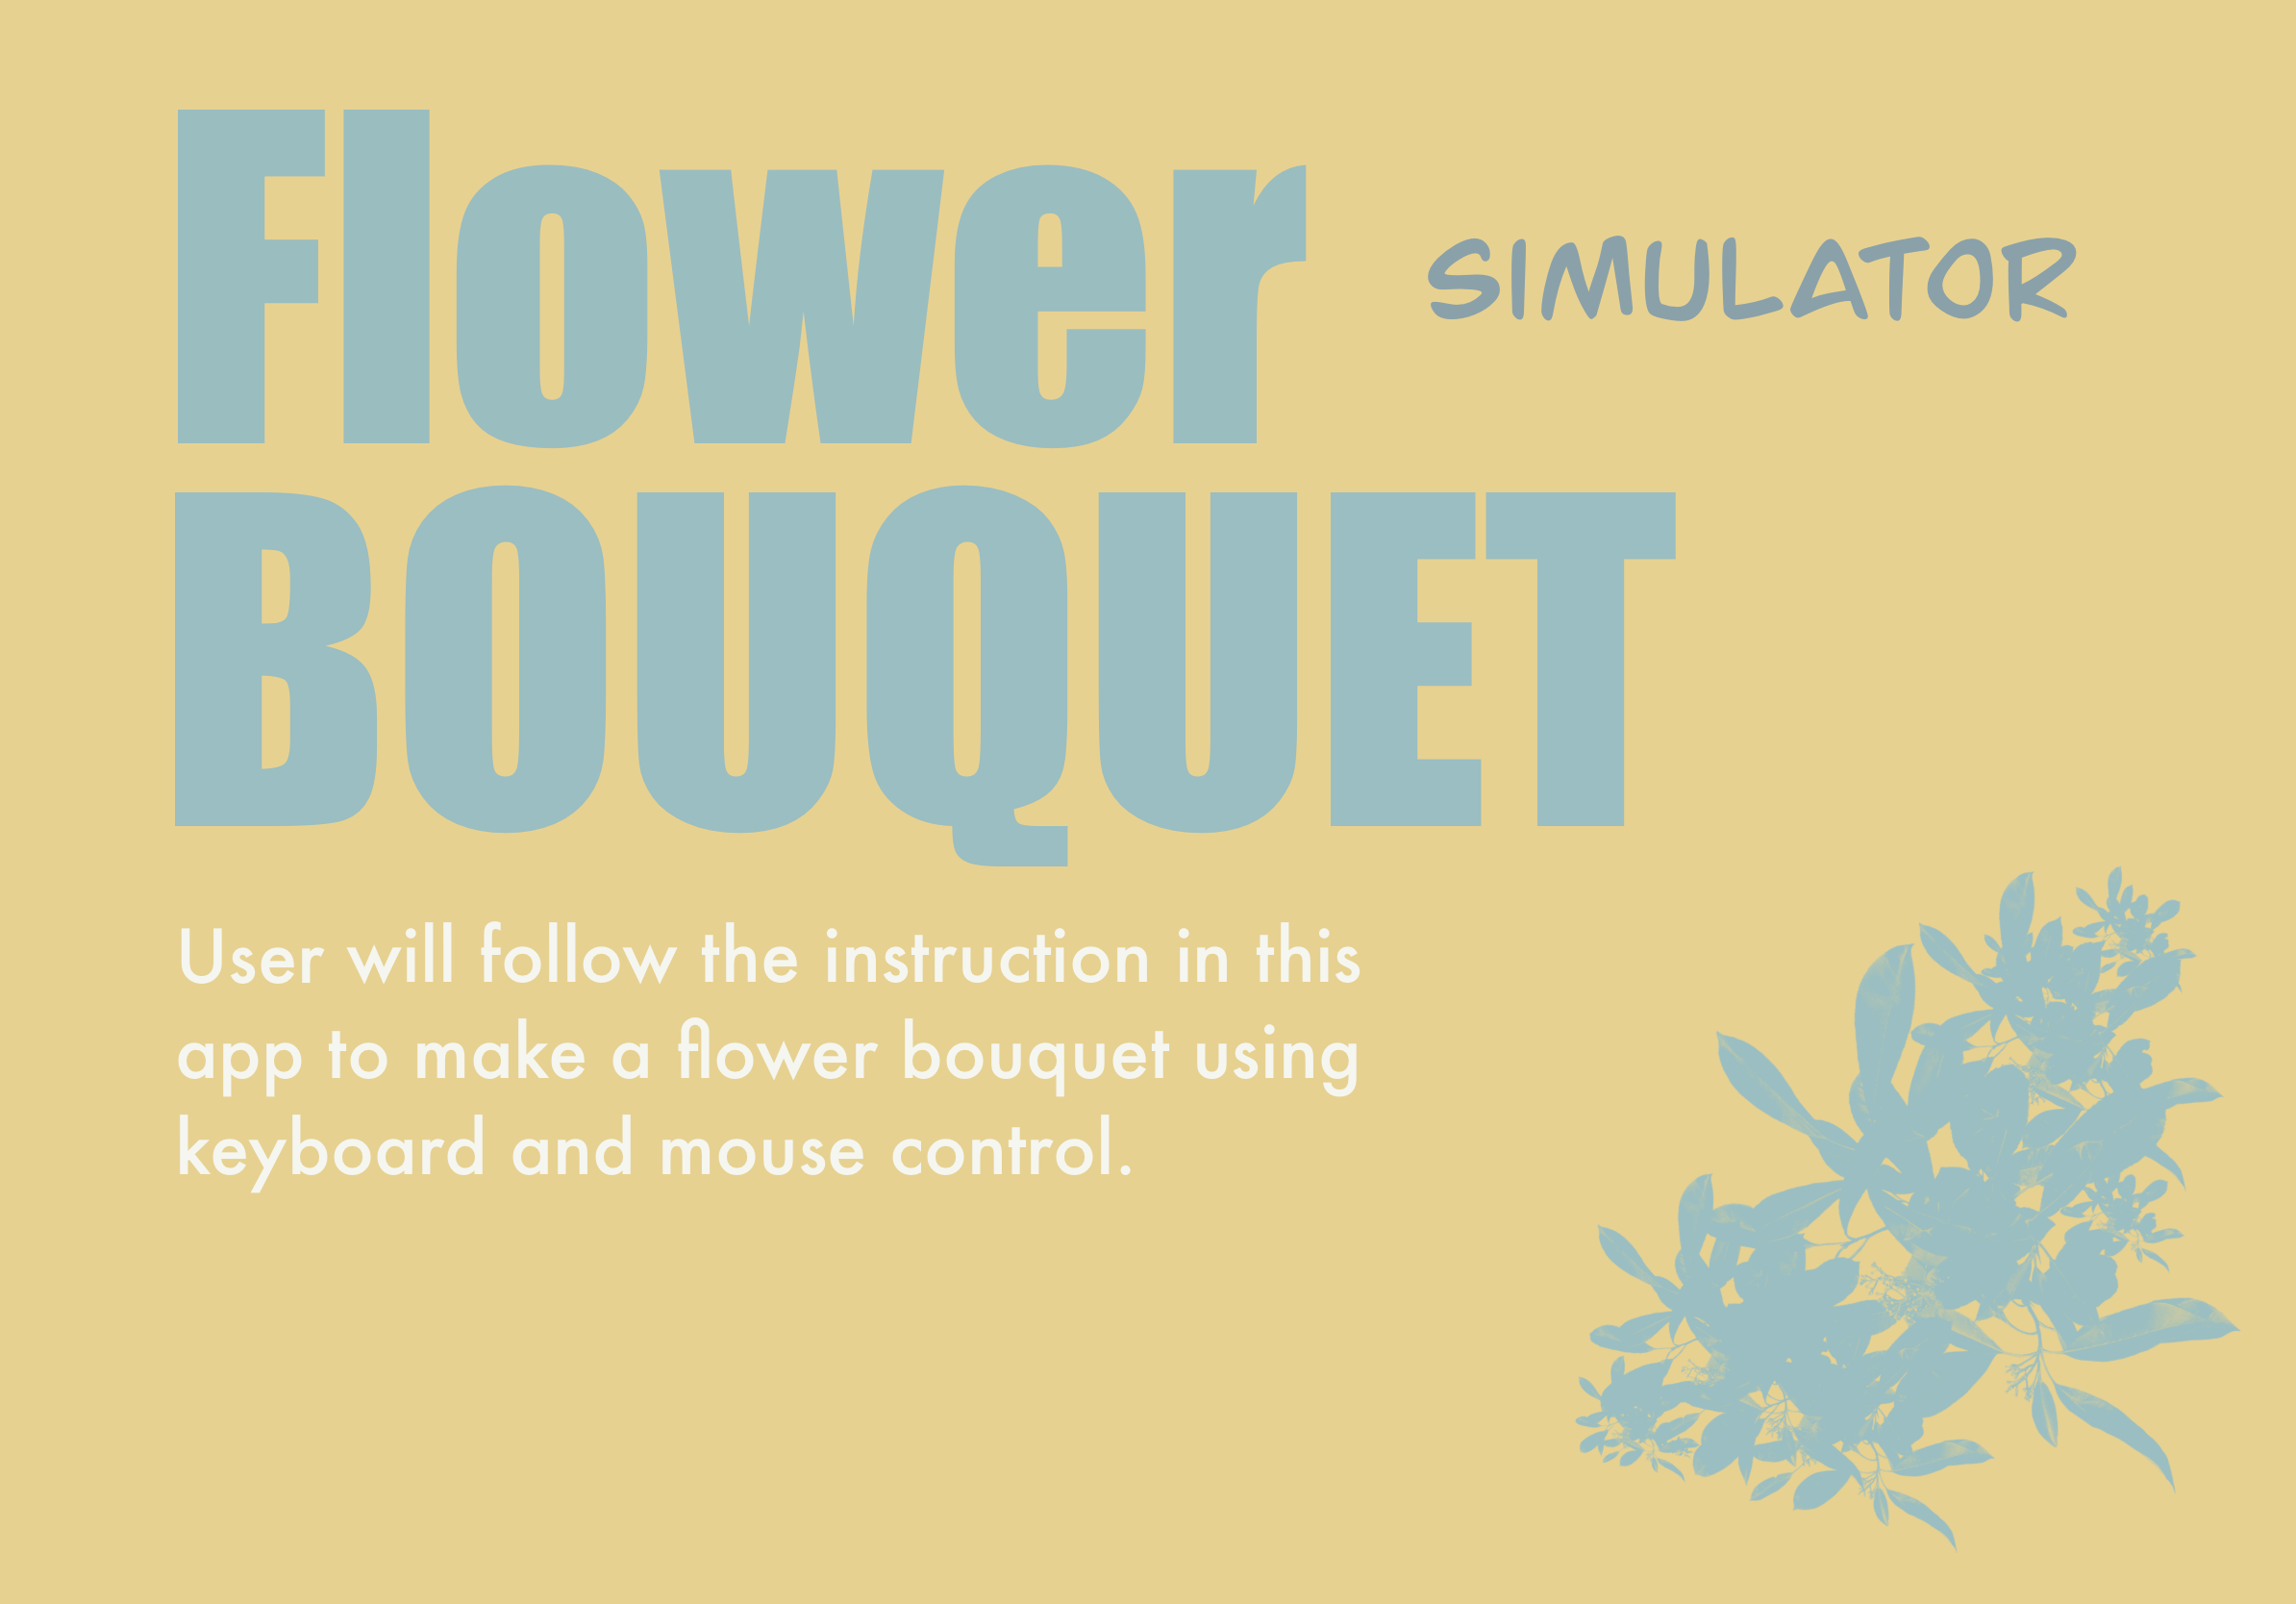 Flower
SIMULATOR
BOUQUET
User will follow the instruction in this
app to make a flower bouquet using
keyboard and mouse control.